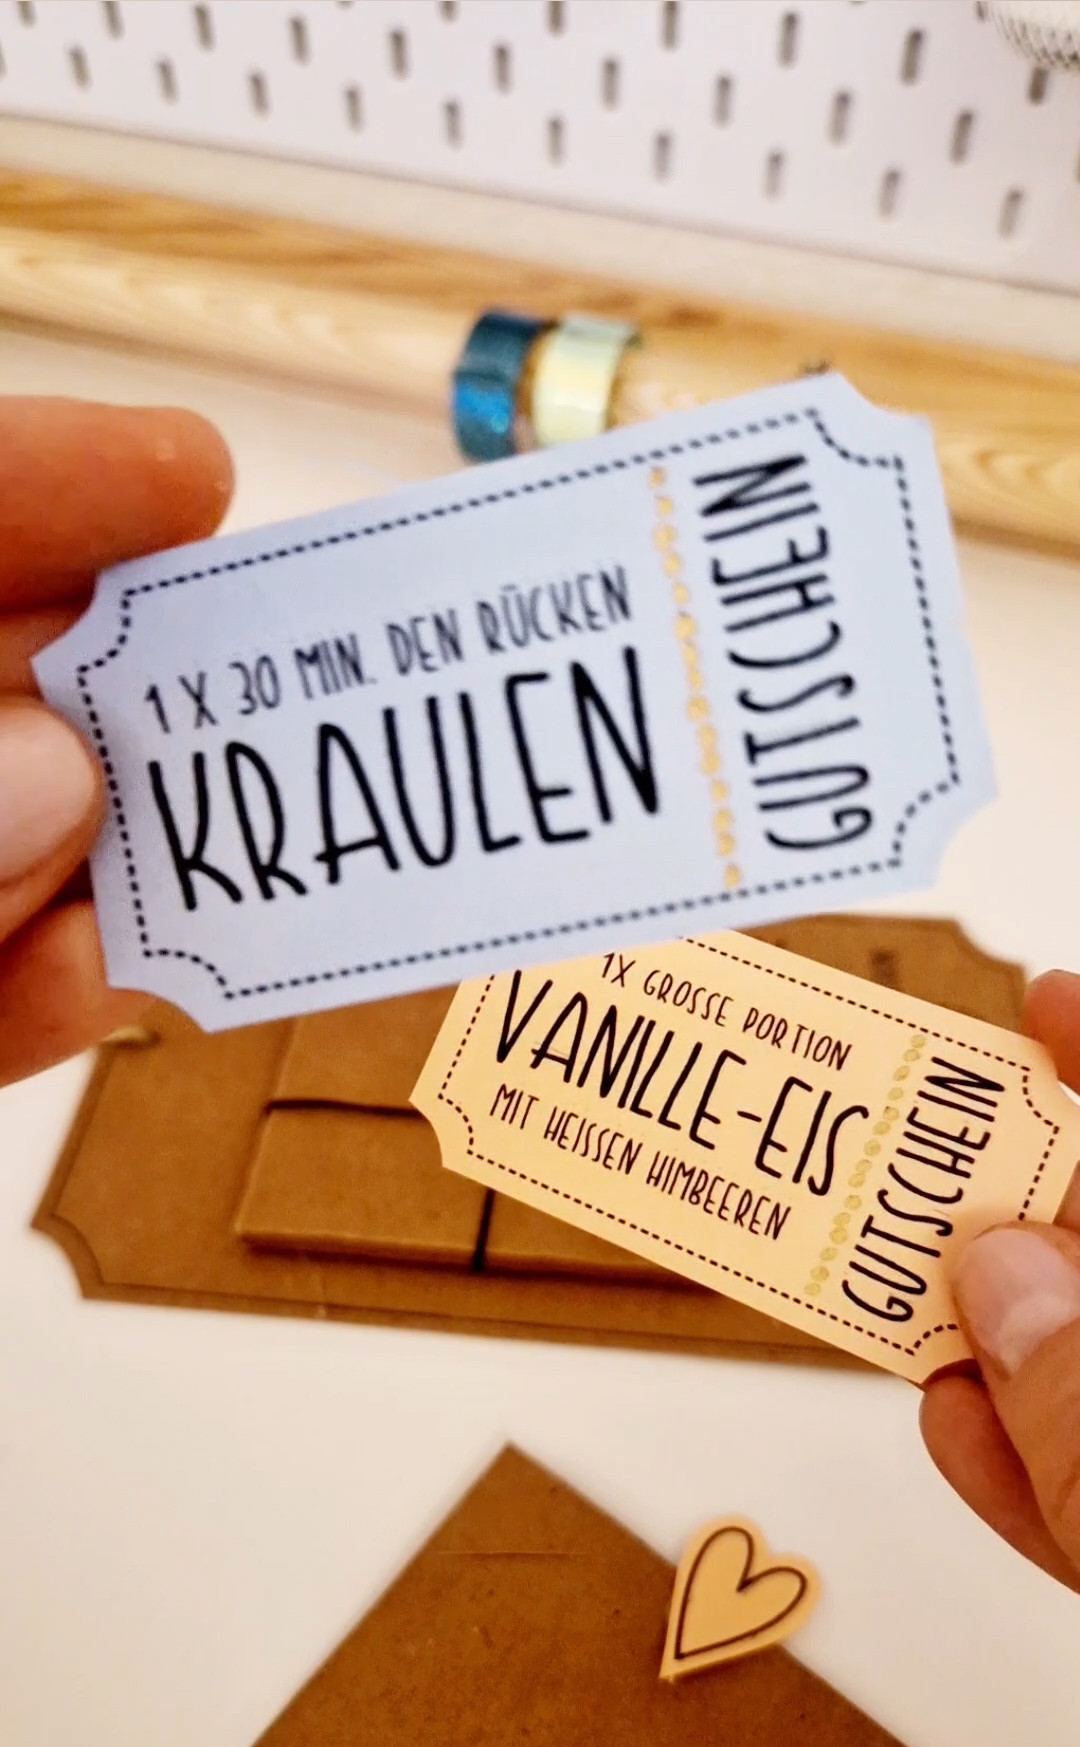 1 X 30 MIN. DEN RÜCKEN
KRAULEN
GUTSCHEIN
1X GROSSE PORTION
VANILLE-EIS
MIT HEISSEN HIMBEEREN
GUTSCHEIN